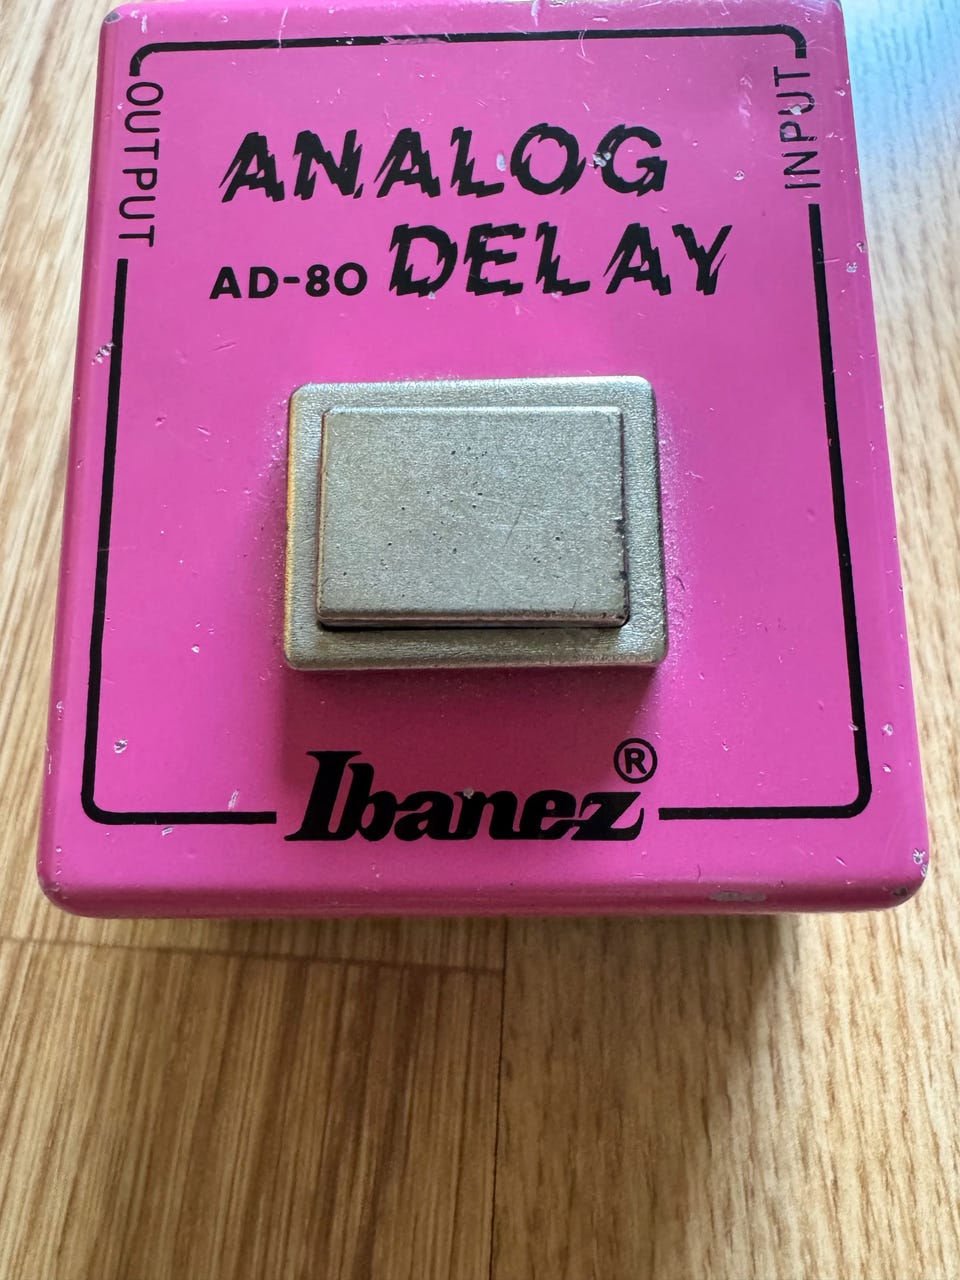 OUTPUT
INPUT
ANALOG
AD-80 DELAY
Ibanez®